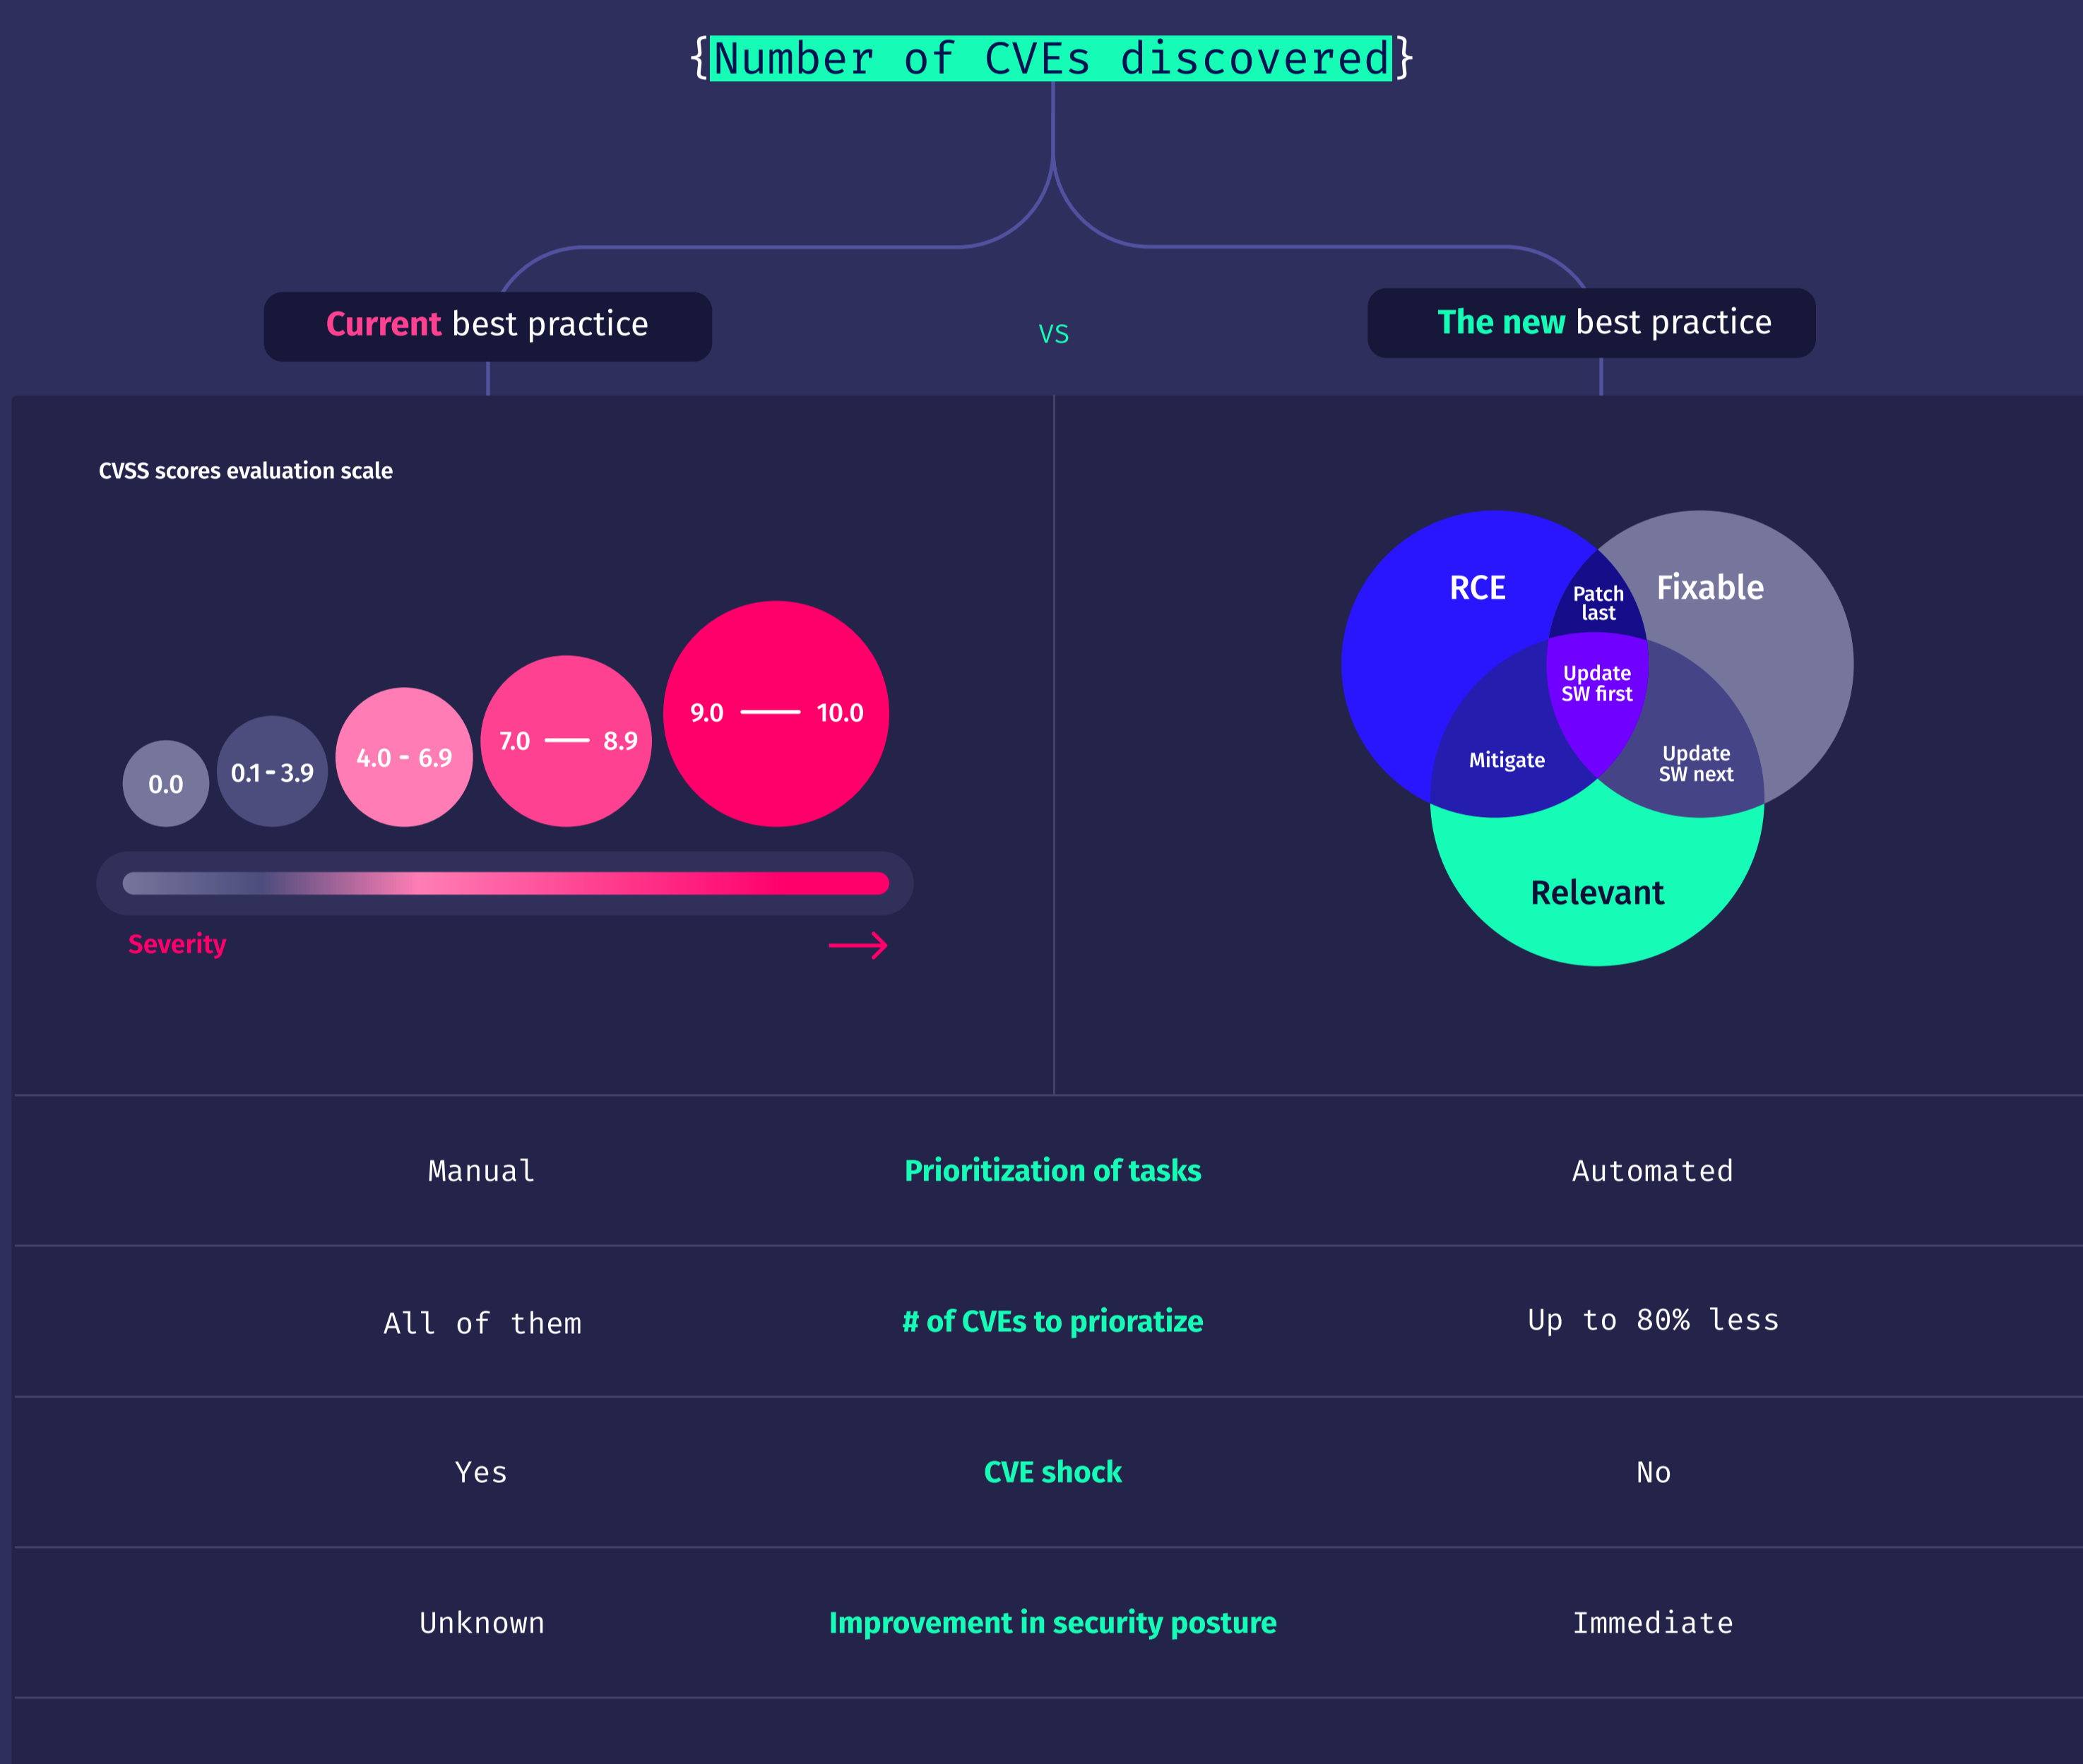 {Number of CVEs discovered}
Current best practice
VS
The new best practice
CVSS scores evaluation scale
0.0
0.1 - 3.9
4.0 - 6.9
7.0 — 8.9
9.0 — 10.0
Severity
RCE
Fixable
Patch
last
Update
SW first
Mitigate
Update
SW next
Relevant
Manual
Prioritization of tasks
Automated
All of them
# of CVEs to prioratize
Up to 80% less
Yes
CVE shock
No
Unknown
Improvement in security posture
Immediate